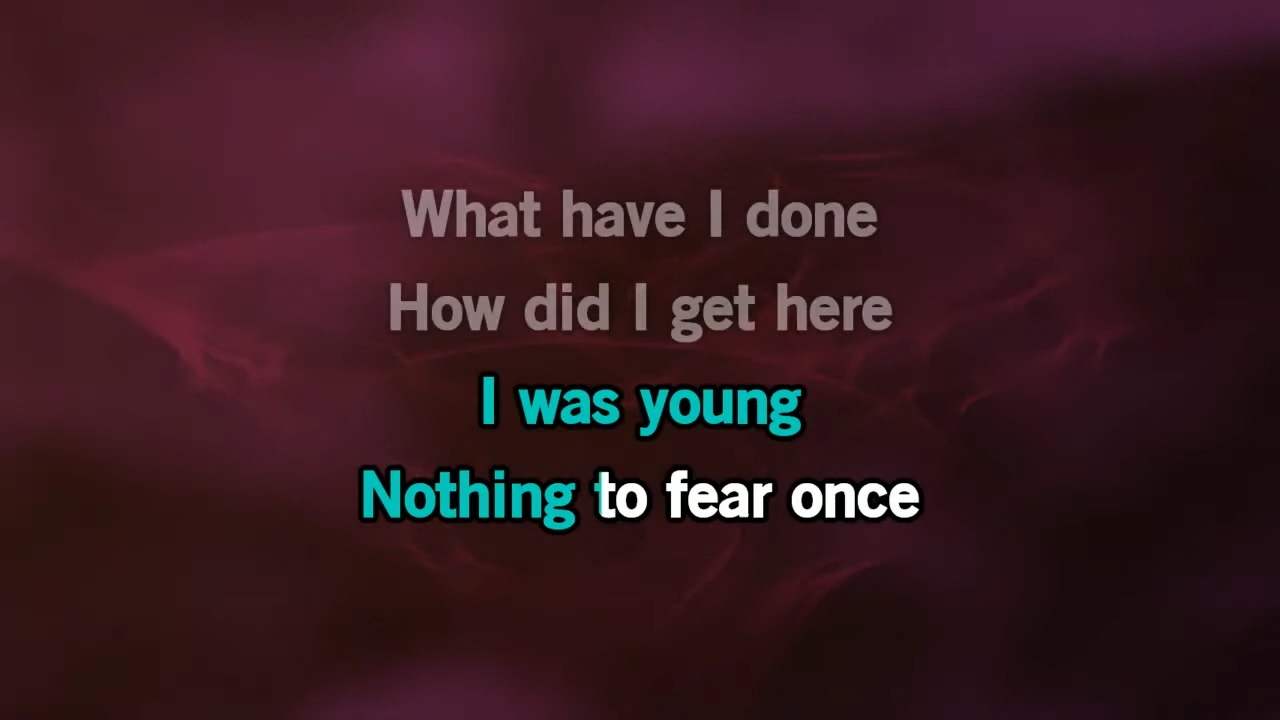 What have I done
How did I get here
I was young
Nothing to fear once